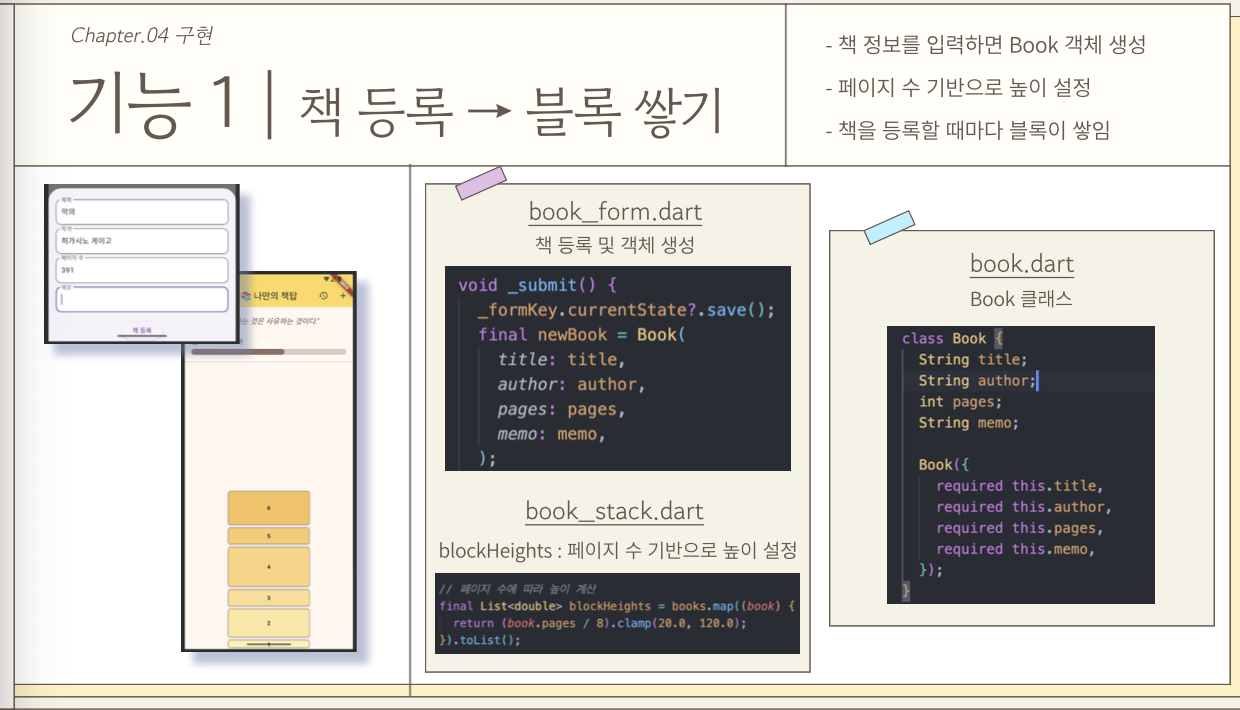 Chapter.04 구현
기능 1 | 책 등록 → 블록 쌓기
- 책 정보를 입력하면 Book 객체 생성
- 페이지 수 기반으로 높이 설정
- 책을 등록할 때마다 블록이 쌓임
제목
악의
작가
히가시노 게이고
페이지 수
391
메모
책 등록
📚 나만의 책탑
는 것은 사유하는 것이다."
6
5
4
3
2
book_form.dart
책 등록 및 객체 생성
void _submit() {
_formKey.currentState?.save();
final newBook = Book(
title: title,
author: author,
pages: pages,
memo: memo,
);
book_stack.dart
blockHeights : 페이지 수 기반으로 높이 설정
// 페이지 수에 따라 높이 계산
final List<double> blockHeights = books.map((book) {
return (book.pages / 8).clamp(20.0, 120.0);
}).toList();
book.dart
Book 클래스
class Book {
String title;
String author;
int pages;
String memo;
Book({
required this.title,
required this.author,
required this.pages,
required this.memo,
});
}